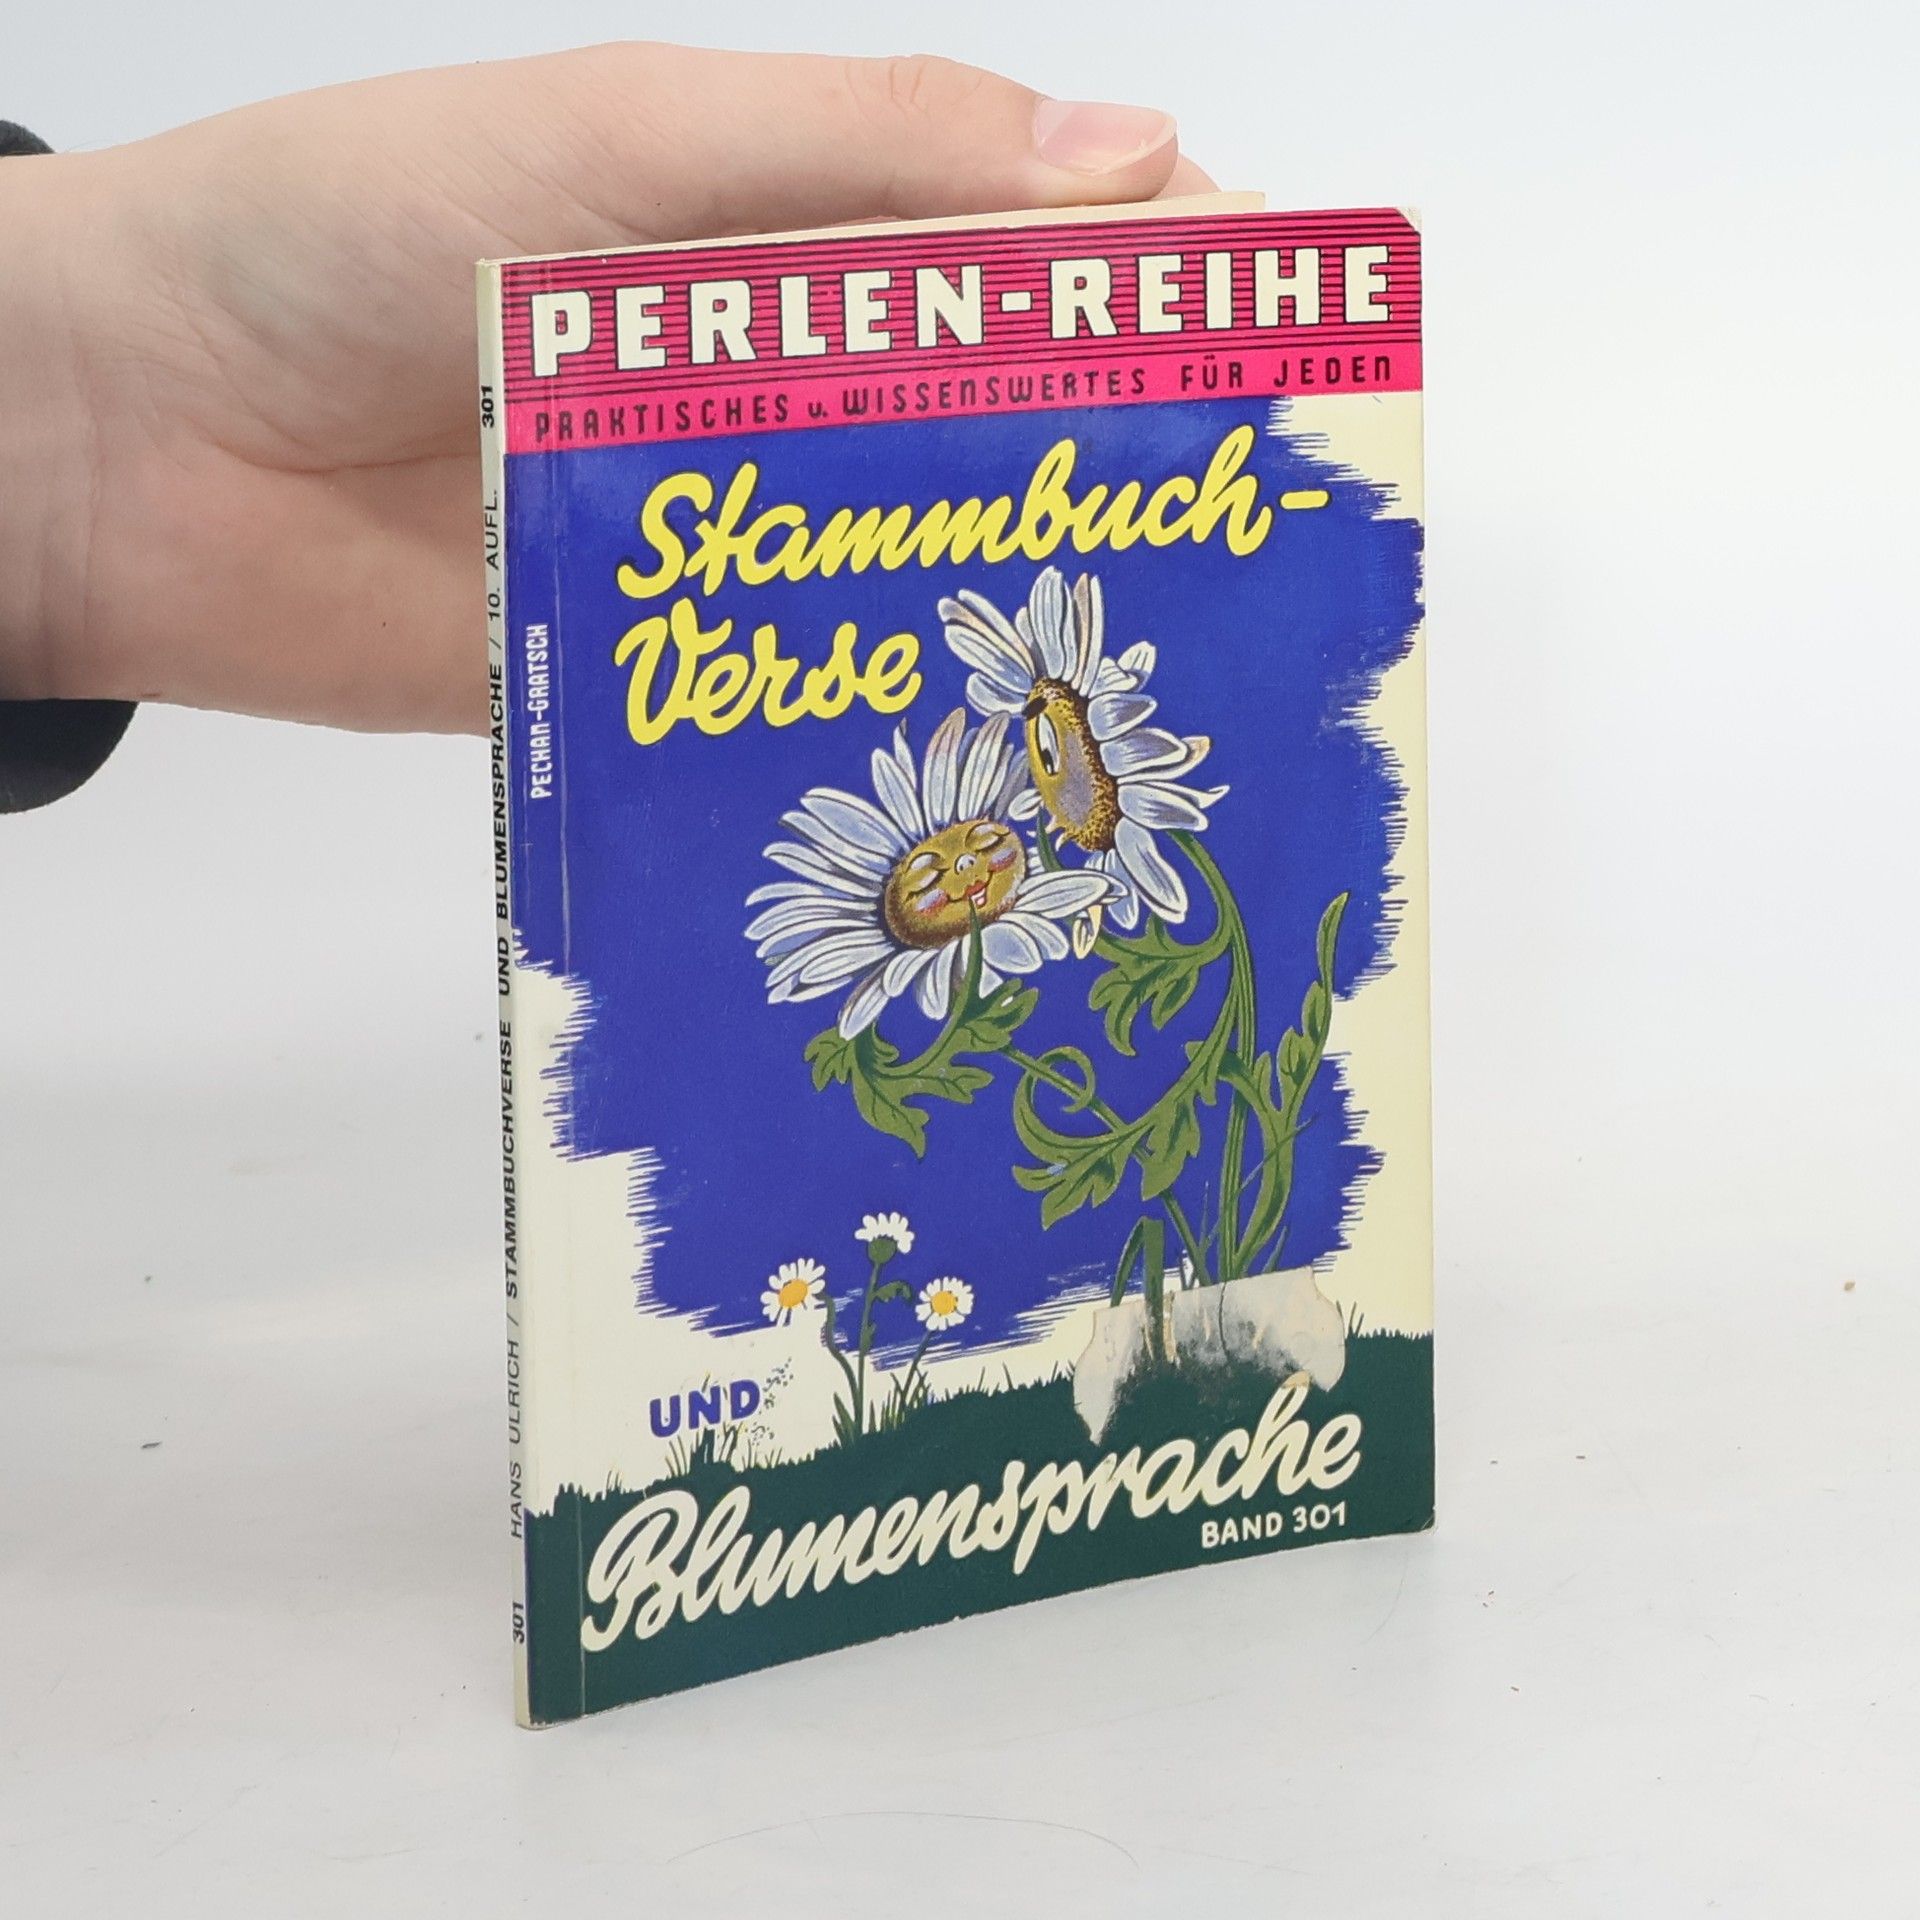 PERLEN-REIHE
PRAKTISCHES u. WISSENSWERTES FÜR JEDEN
Stammbuch-
Verse
PECHAN-GRATSCH
UND
Blumensprache
BAND 301
301 HANS ULRICH / STAMMBUCHVERSE UND BLUMENSPRACHE / 10. AUFL. 301